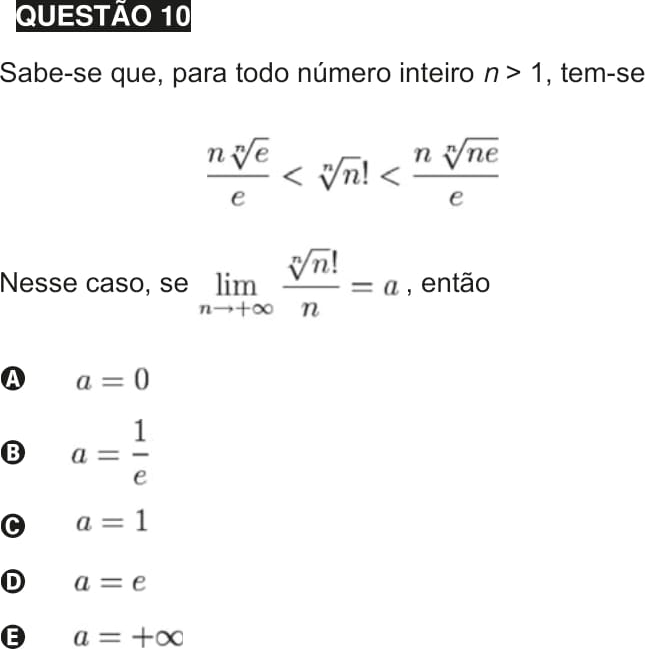 QUESTÃO 10
Sabe-se que, para todo número inteiro n > 1, tem-se
\frac{n\sqrt[n]{e}}{e} < \sqrt[n]{n}! < \frac{n\sqrt[n]{ne}}{e}
Nesse caso, se \lim_{n \to +\infty} \frac{\sqrt[n]{n}!}{n} = a , então
A a = 0
B a = \frac{1}{e}
C a = 1
D a = e
E a = +∞